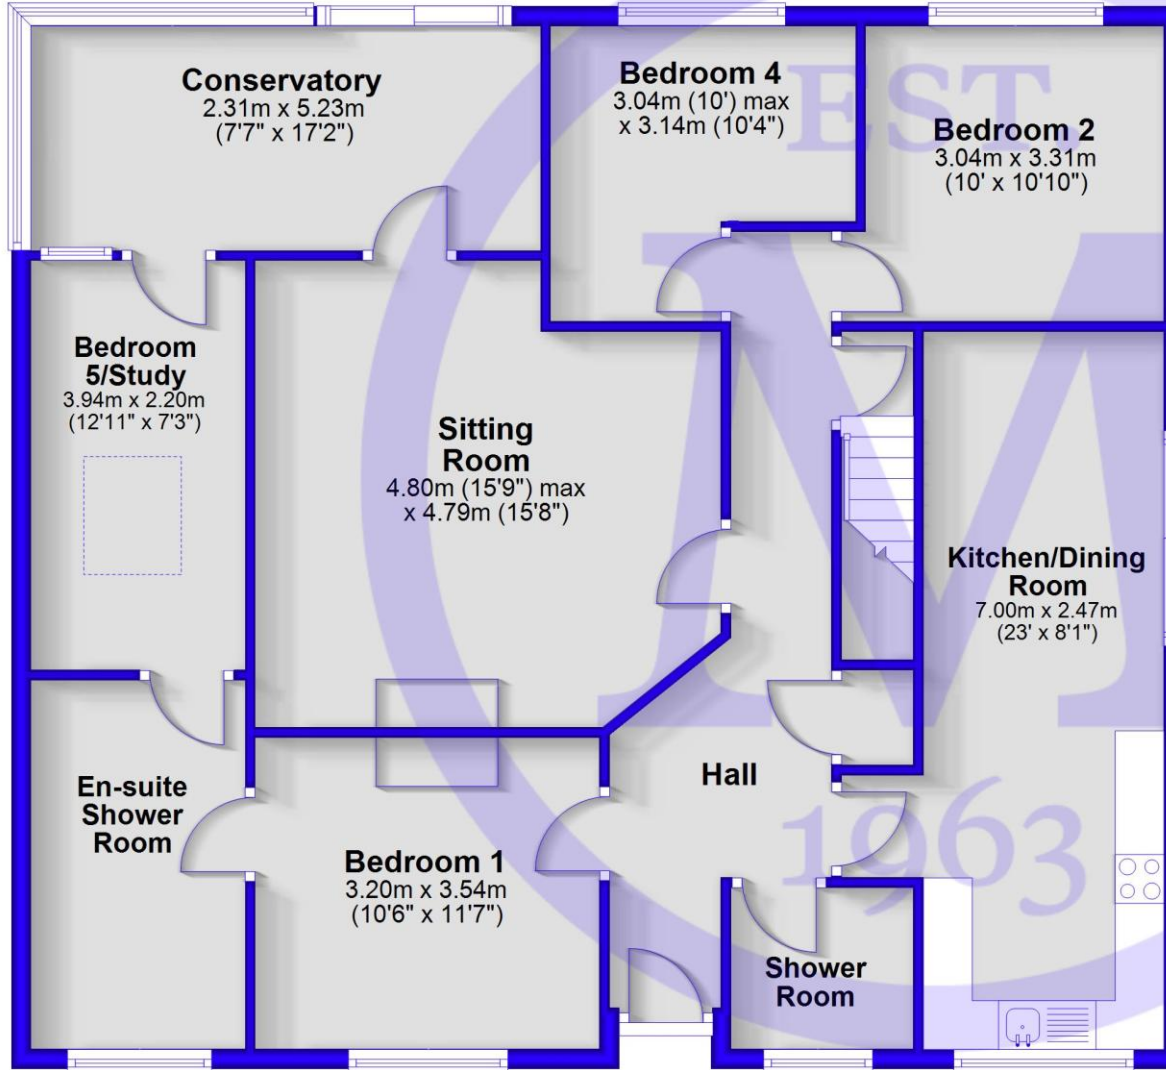 Conservatory
2.31m x 5.23m
(7'7" x 17'2")
Bedroom 4
3.04m (10') max
x 3.14m (10'4")
Bedroom 2
3.04m x 3.31m
(10' x 10'10")
EST.
Bedroom
5/Study
3.94m x 2.20m
(12'11" x 7'3")
Sitting
Room
4.80m (15'9") max
x 4.79m (15'8")
M
Kitchen/Dining
Room
7.00m x 2.47m
(23' x 8'1")
Hall
En-suite
Shower
Room
Bedroom 1
3.20m x 3.54m
(10'6" x 11'7")
1963
Shower
Room